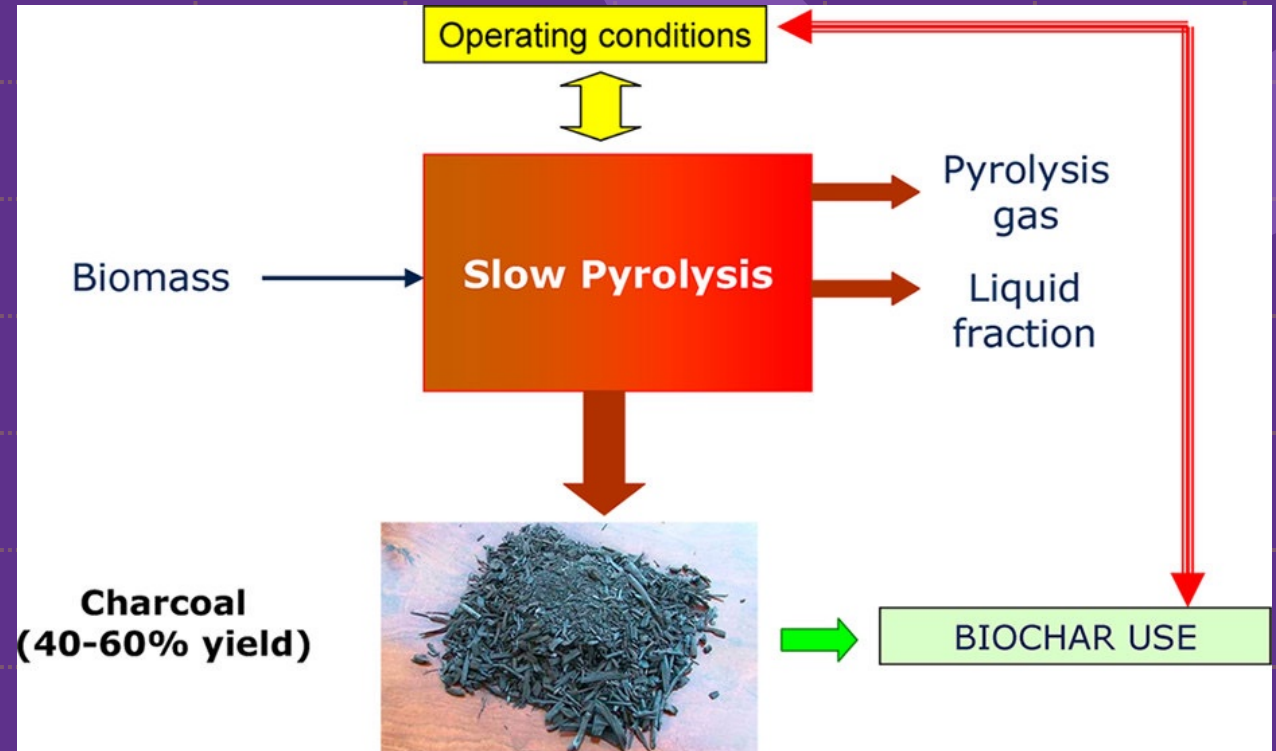 Operating conditions
Pyrolysis
gas
Biomass
Slow Pyrolysis
Liquid
fraction
Charcoal
(40-60% yield)
BIOCHAR USE